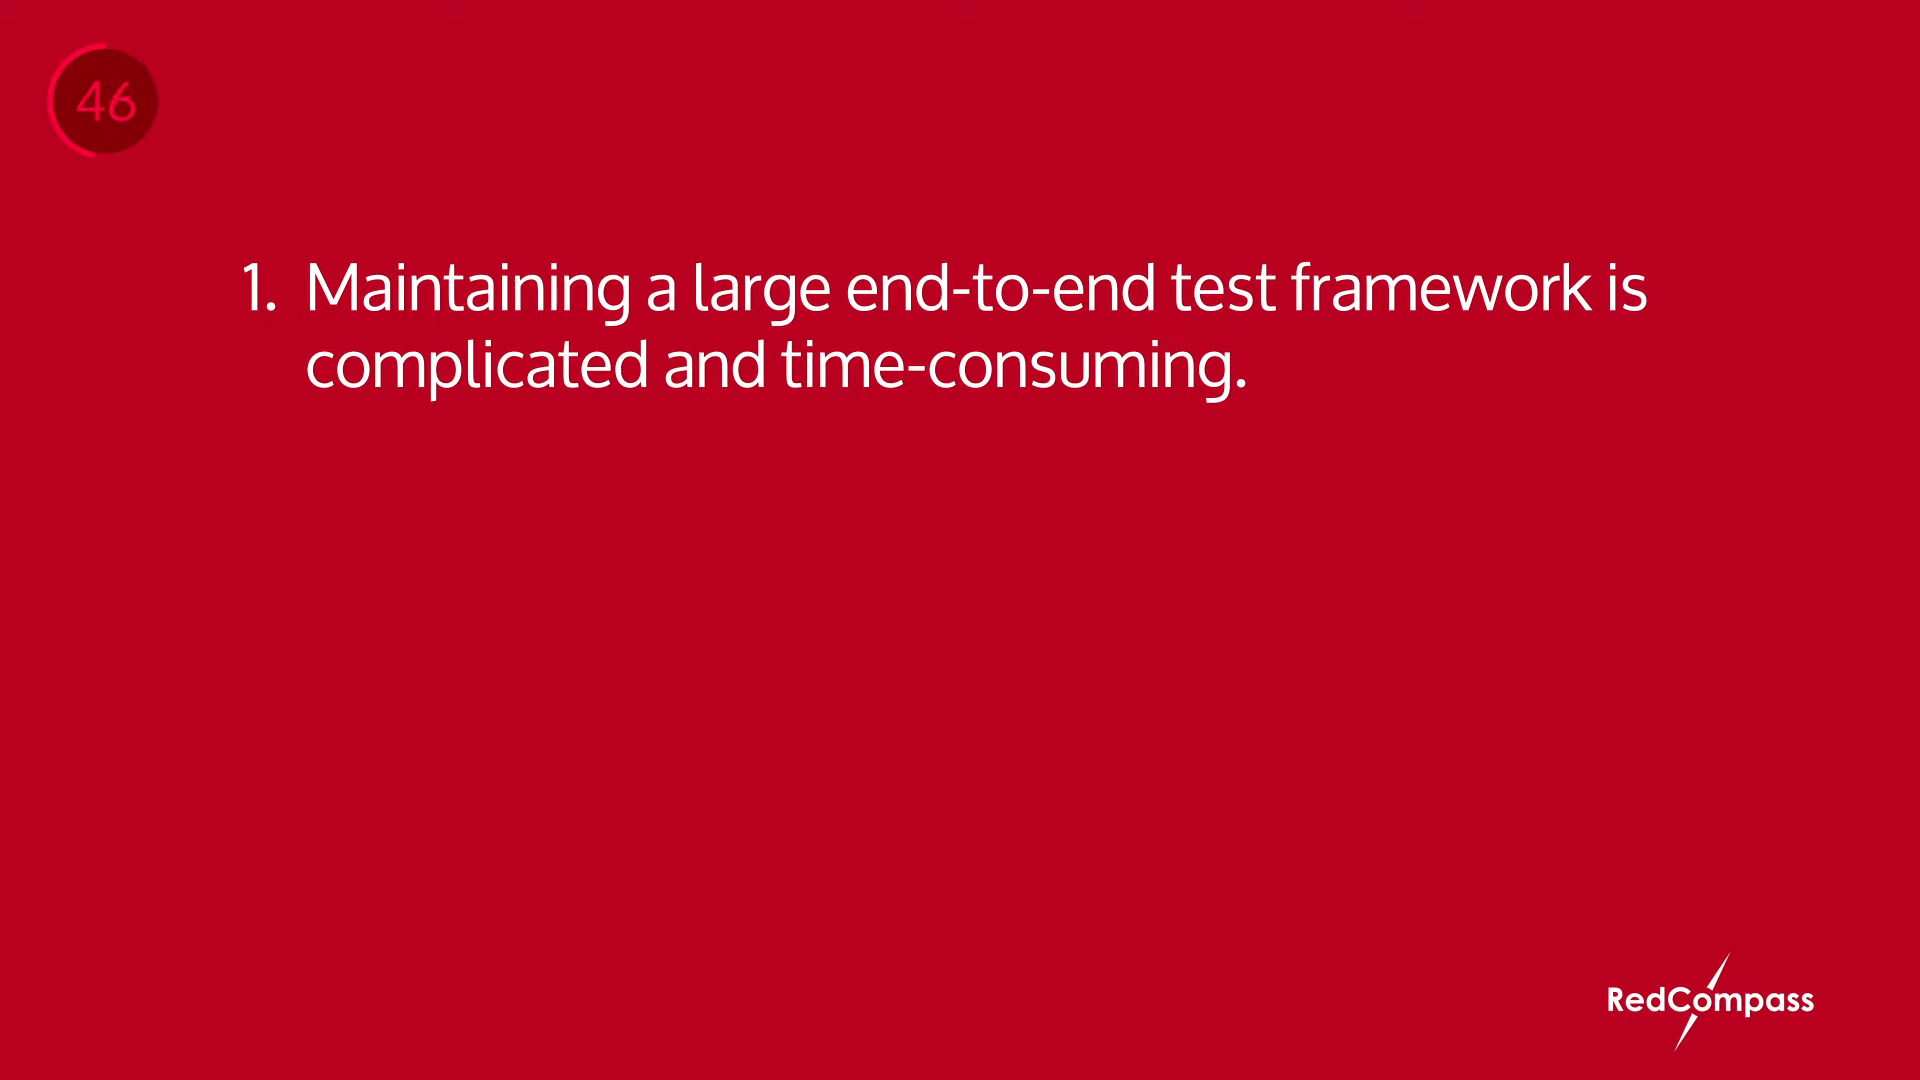 46
1. Maintaining a large end-to-end test framework is
complicated and time-consuming.
RedCompass